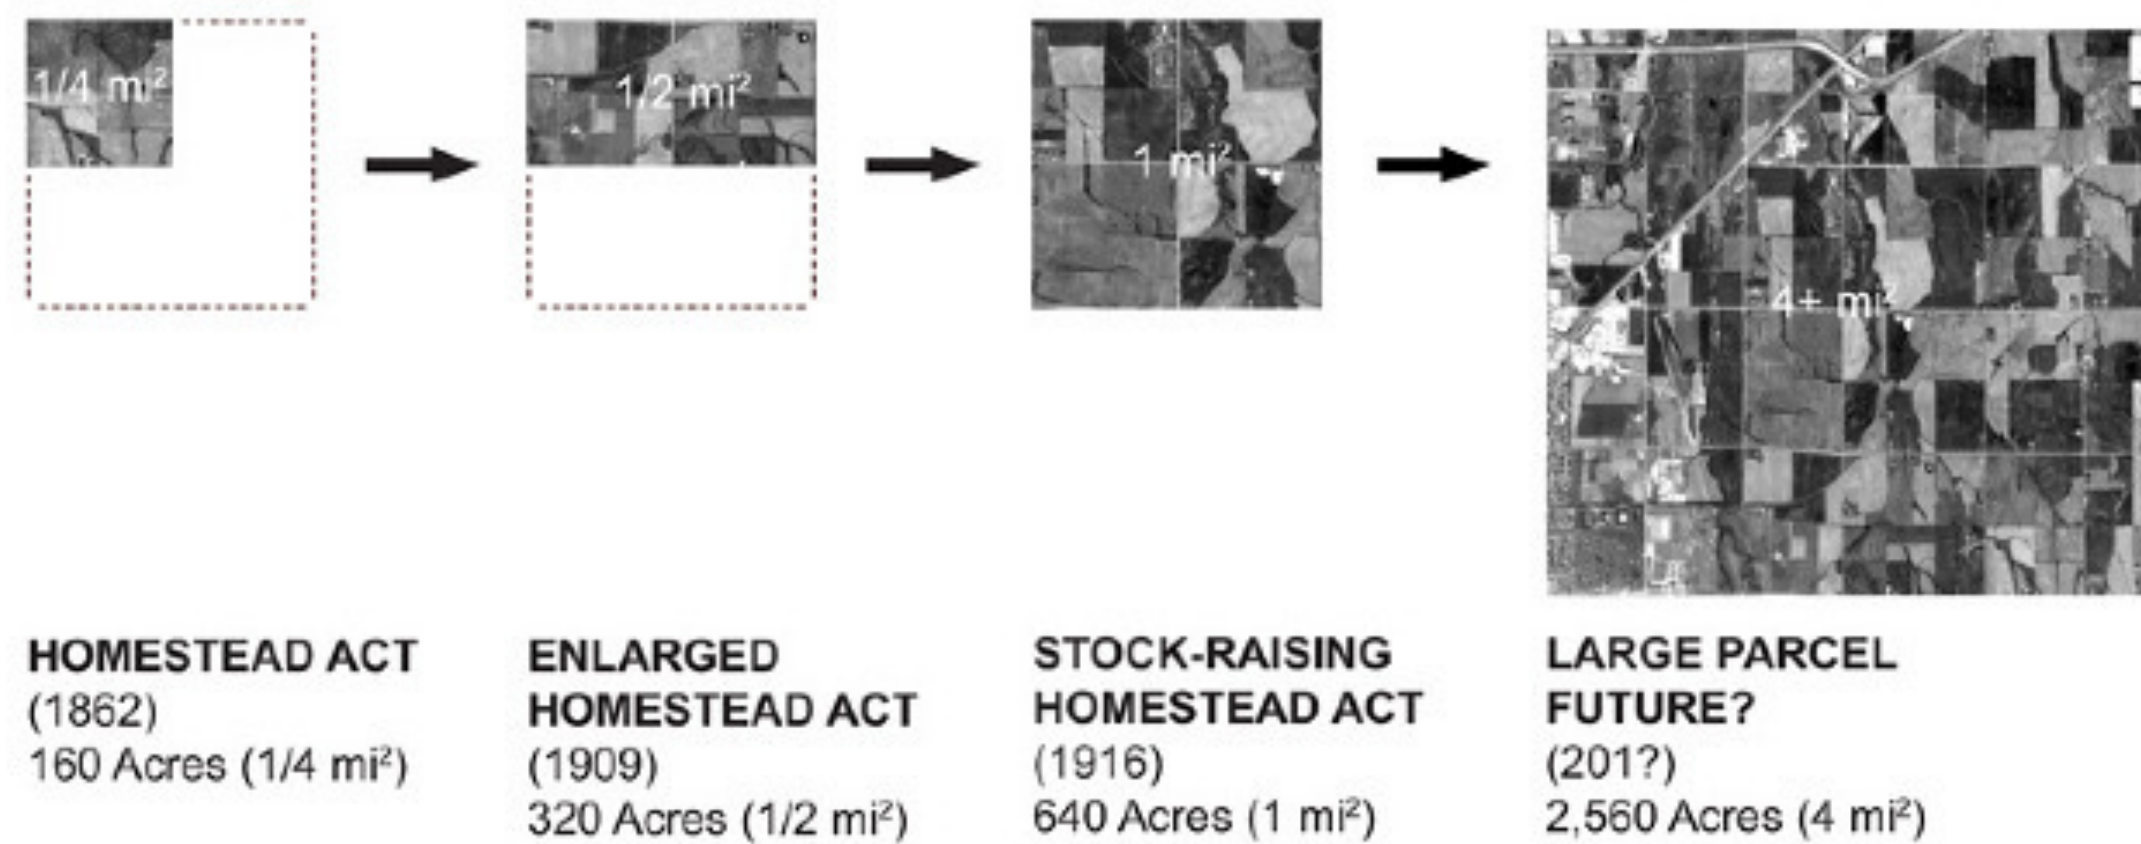 1/4 mi²
1/2 mi²
1 mi²
4+ mi²
HOMESTEAD ACT
(1862)
160 Acres (1/4 mi²)
ENLARGED
HOMESTEAD ACT
(1909)
320 Acres (1/2 mi²)
STOCK-RAISING
HOMESTEAD ACT
(1916)
640 Acres (1 mi²)
LARGE PARCEL
FUTURE?
(201?)
2,560 Acres (4 mi²)